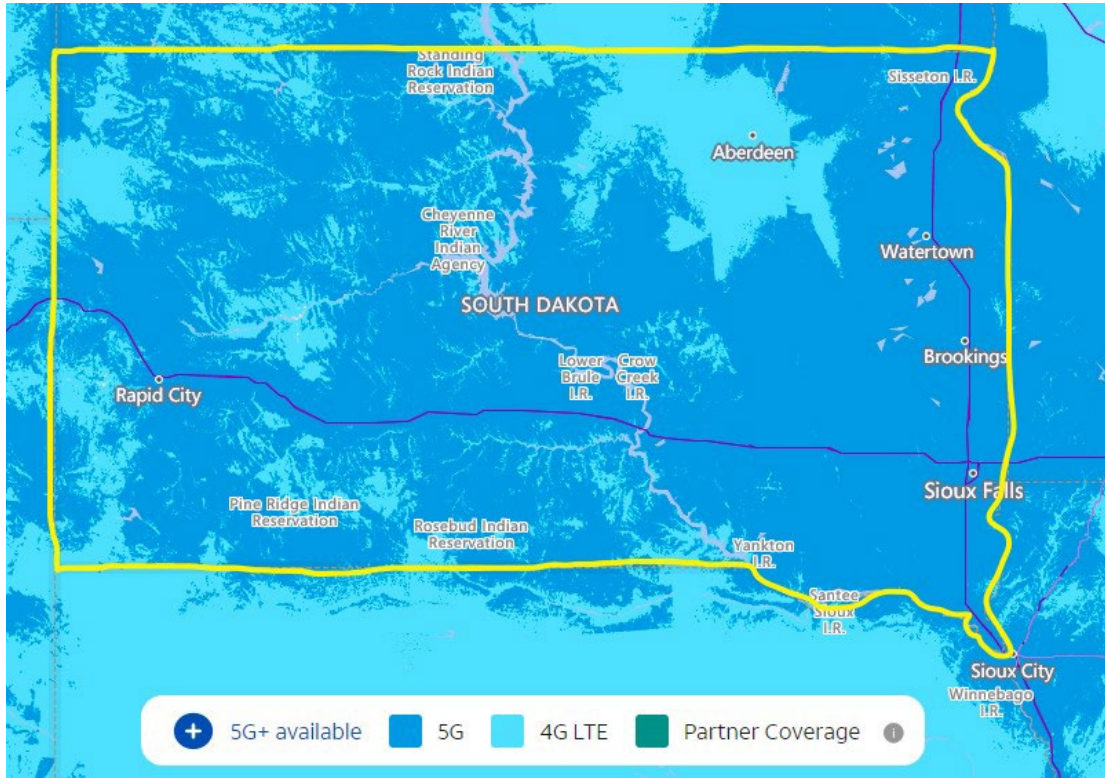 Standing
Rock Indian
Reservation
Sisseton I.R.
Aberdeen
Cheyenne
River
Indian
Agency
Watertown
SOUTH DAKOTA
Brookings
Lower
Brule
I.R.
Crow
Creek
I.R.
Rapid City
Sioux Falls
Pine Ridge Indian
Reservation
Rosebud Indian
Reservation
Yankton
I.R.
Santee
Sioux
I.R.
Sioux City
Winnebago
I.R.
5G+ available
5G
4G LTE
Partner Coverage